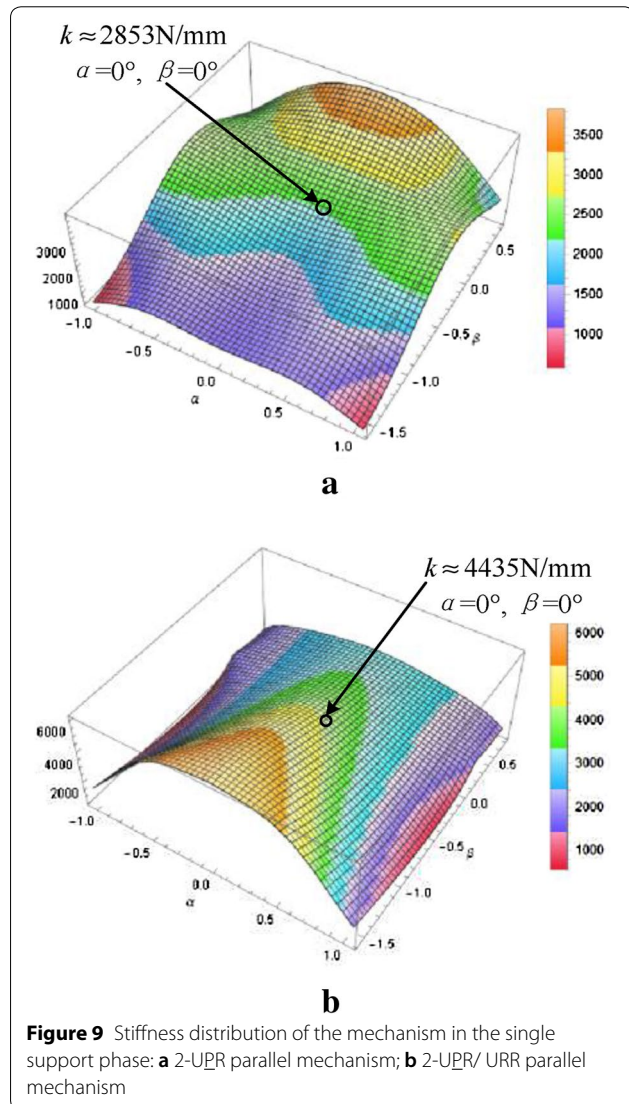 k ≈ 2853N/mm
α=0°, β=0°
3500
3000
2500
2000
1500
1000
3000
2000
1000
-1.0
-0.5
0.0
0.5
1.0
α
0.5
0.0
-0.5
-1.0
-1.5
β
a
k ≈ 4435N/mm
α=0°, β=0°
6000
5000
4000
3000
2000
1000
6000
4000
2000
-1.0
-0.5
0.0
0.5
1.0
α
0.5
0.0
-0.5
-1.0
-1.5
β
b
Figure 9 Stiffness distribution of the mechanism in the single
support phase: a 2-UPR parallel mechanism; b 2-UPR/ URR parallel
mechanism